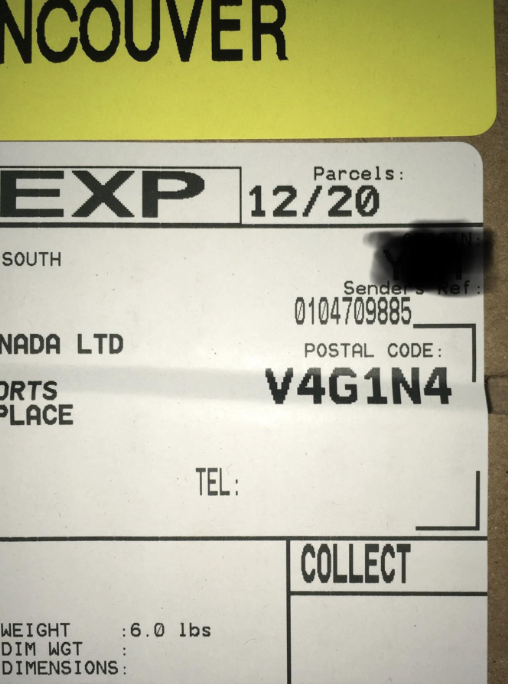 NCOUVER
EXP
Parcels:
12/20
SOUTH
Senders Ref:
0104709885
NADA LTD
POSTAL CODE:
ORTS
V4G1N4
PLACE
TEL:
COLLECT
WEIGHT :6.0 lbs
DIM WGT :
DIMENSIONS: